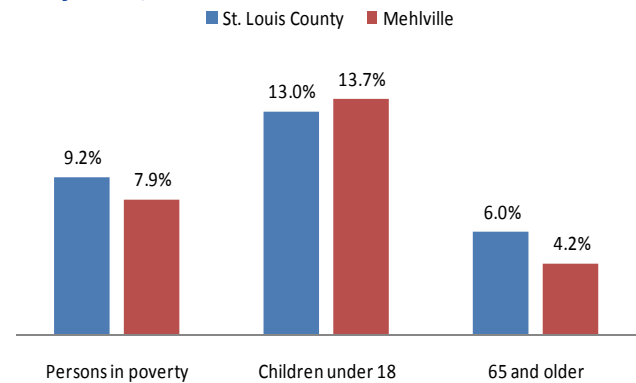 St. Louis County Mehlville
13.0% 13.7%
9.2% 7.9%
6.0% 4.2%
Persons in poverty Children under 18 65 and older